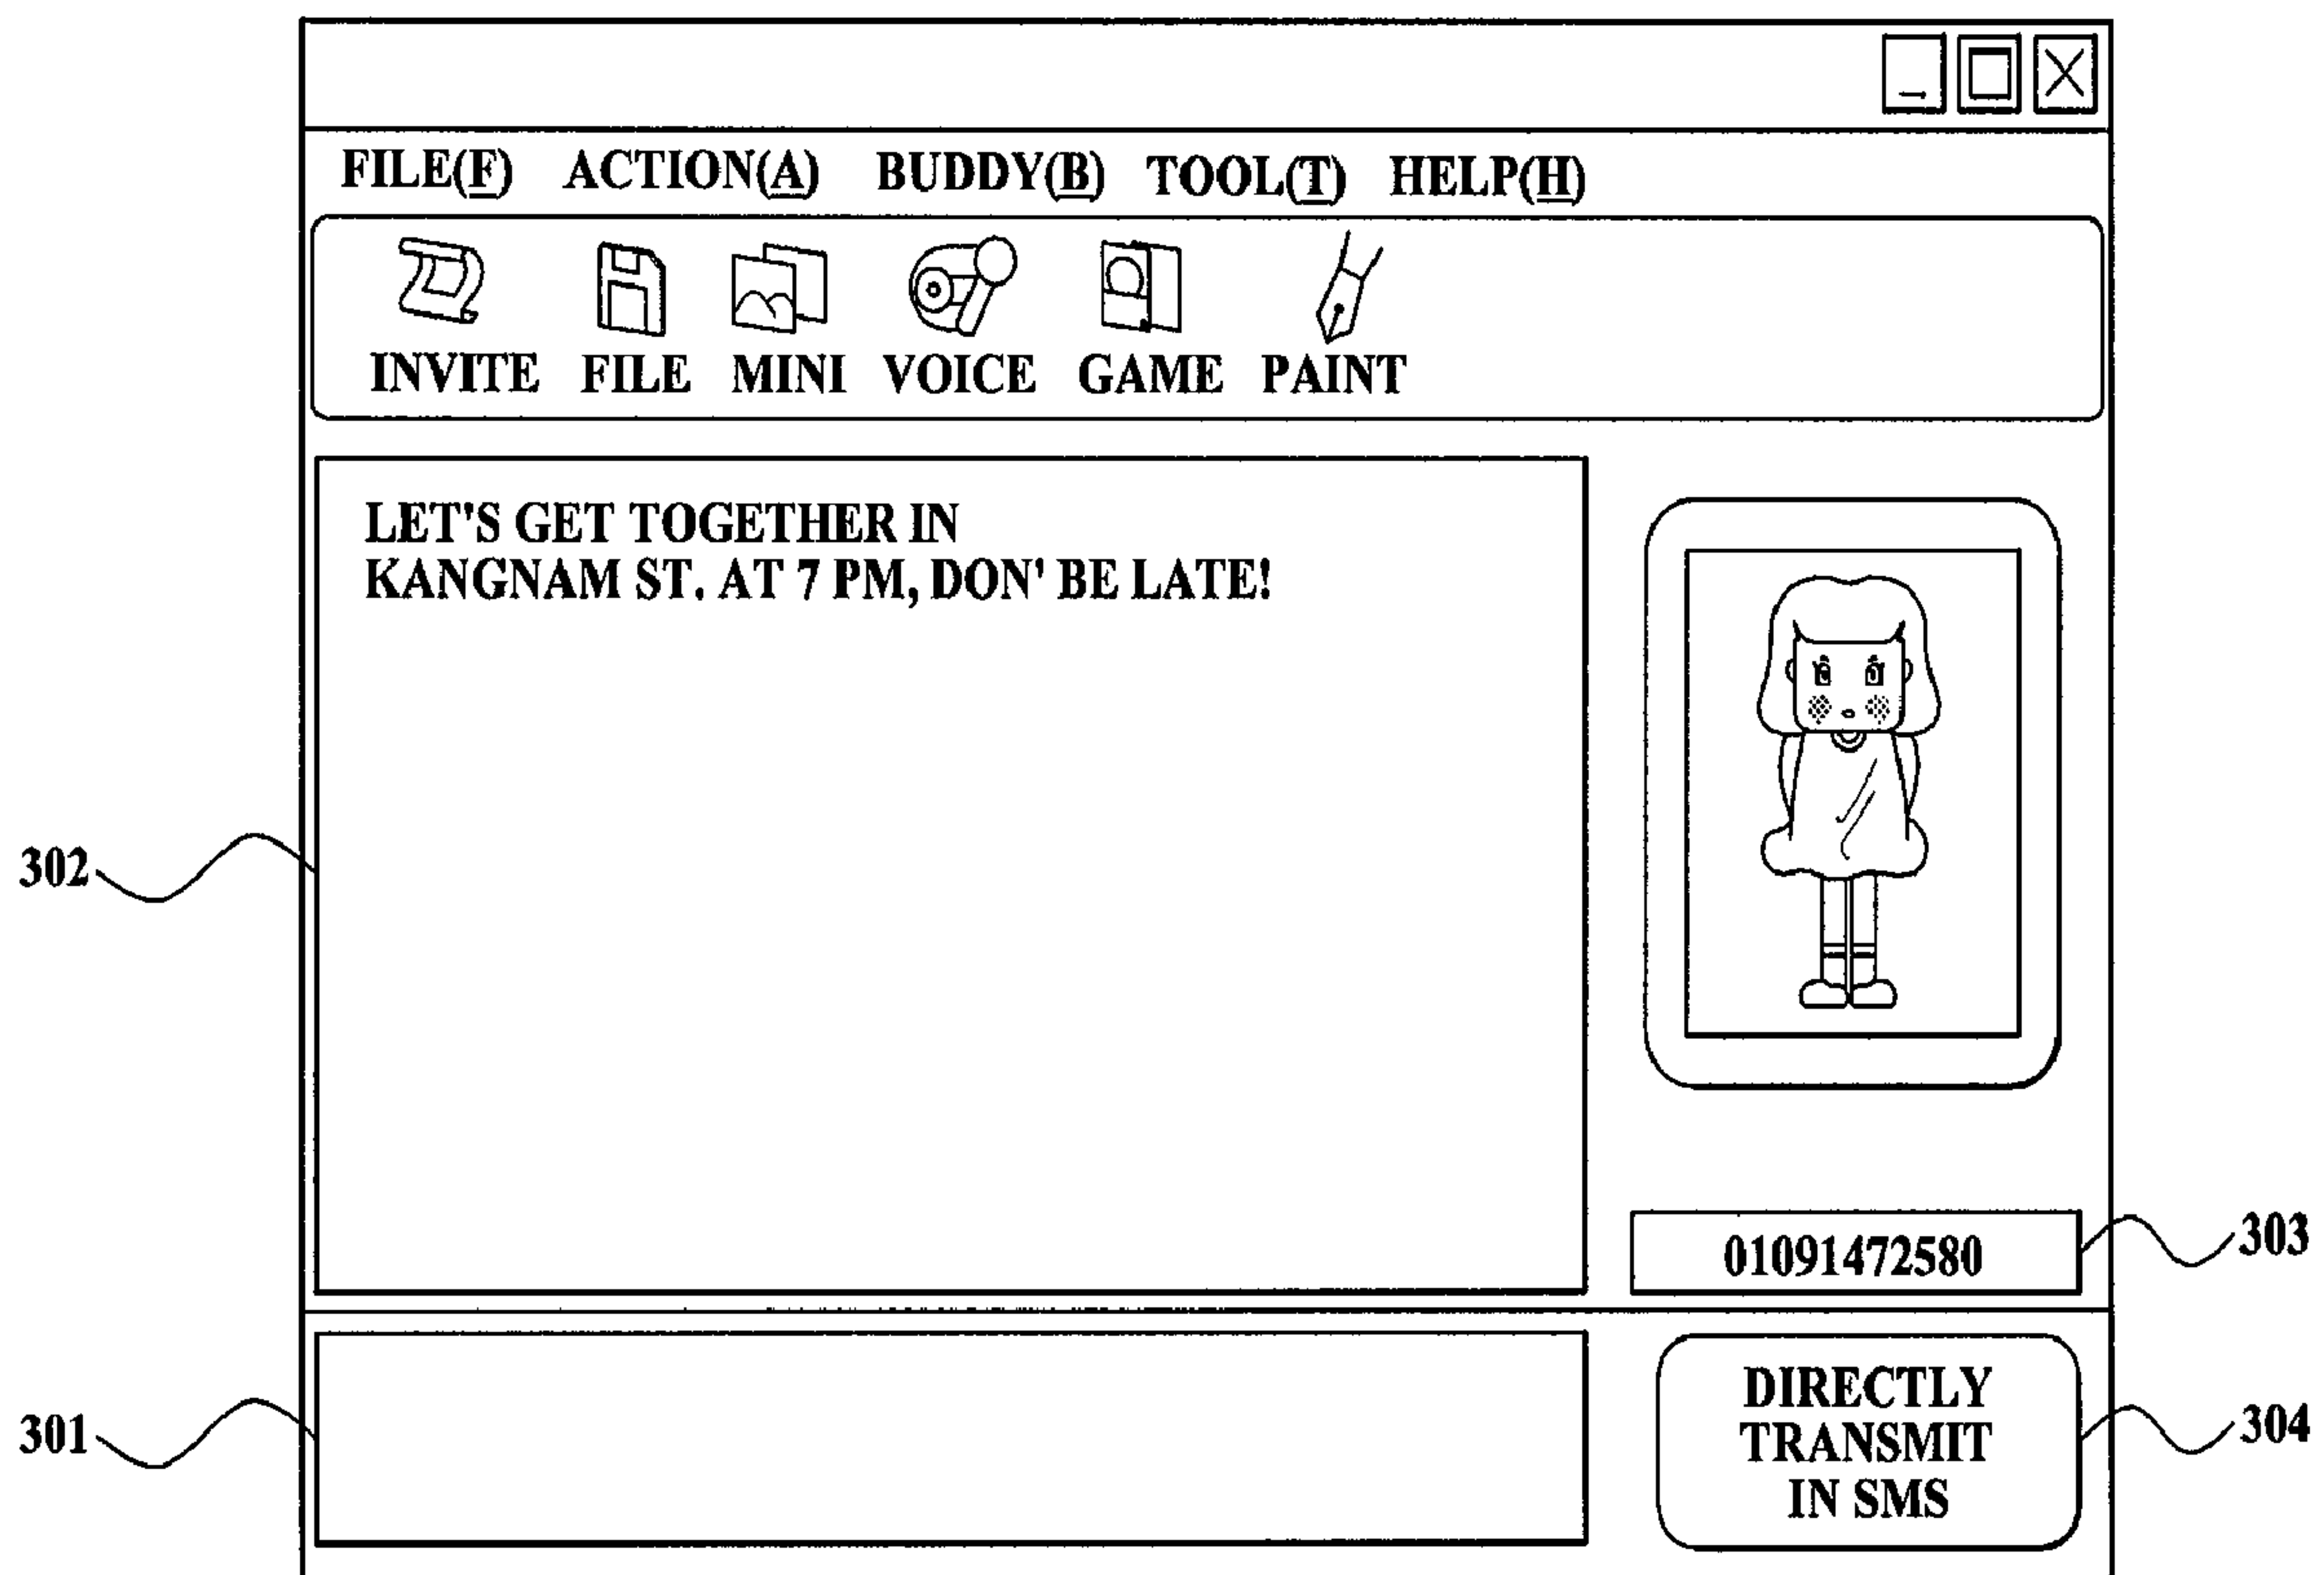 FILE(F) ACTION(A) BUDDY(B) TOOL(T) HELP(H)
INVITE FILE MINI VOICE GAME PAINT
LET'S GET TOGETHER IN
KANGNAM ST. AT 7 PM, DON' BE LATE!
302
303
01091472580
301
304
DIRECTLY
TRANSMIT
IN SMS